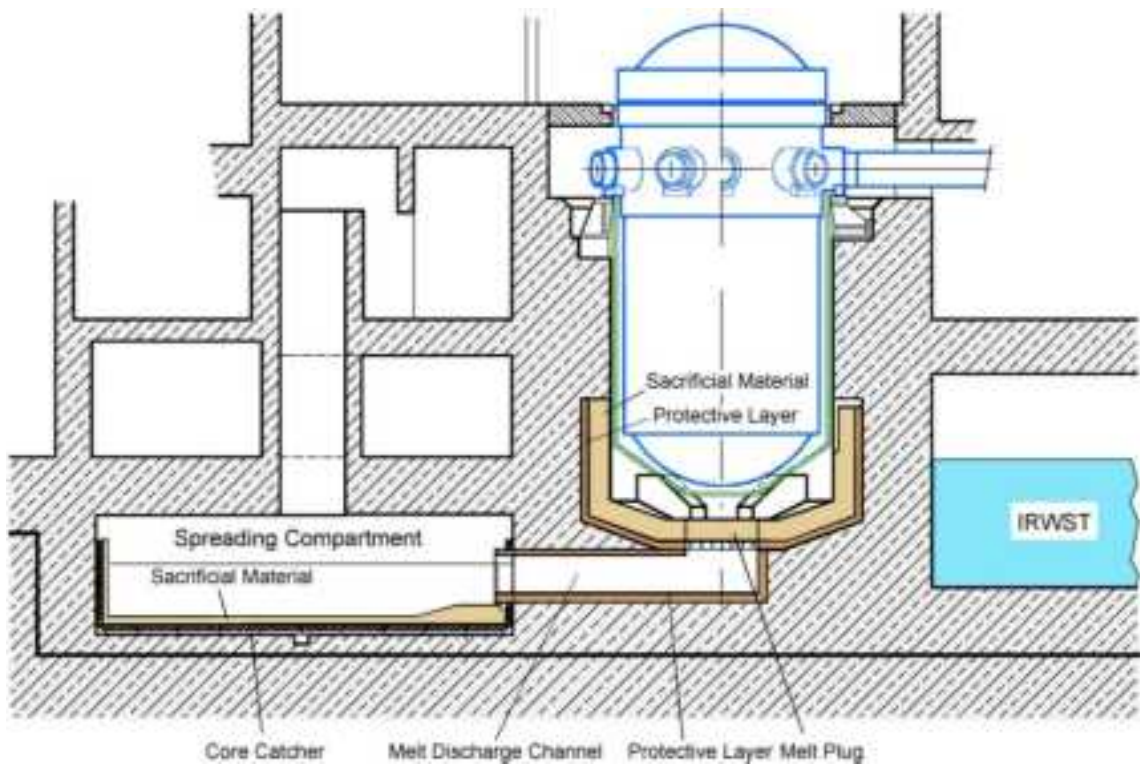 Sacrificial Material
Protective Layer
IRWST
Spreading Compartment
Sacrificial Material
Core Catcher
Melt Discharge Channel
Protective Layer
Melt Plug